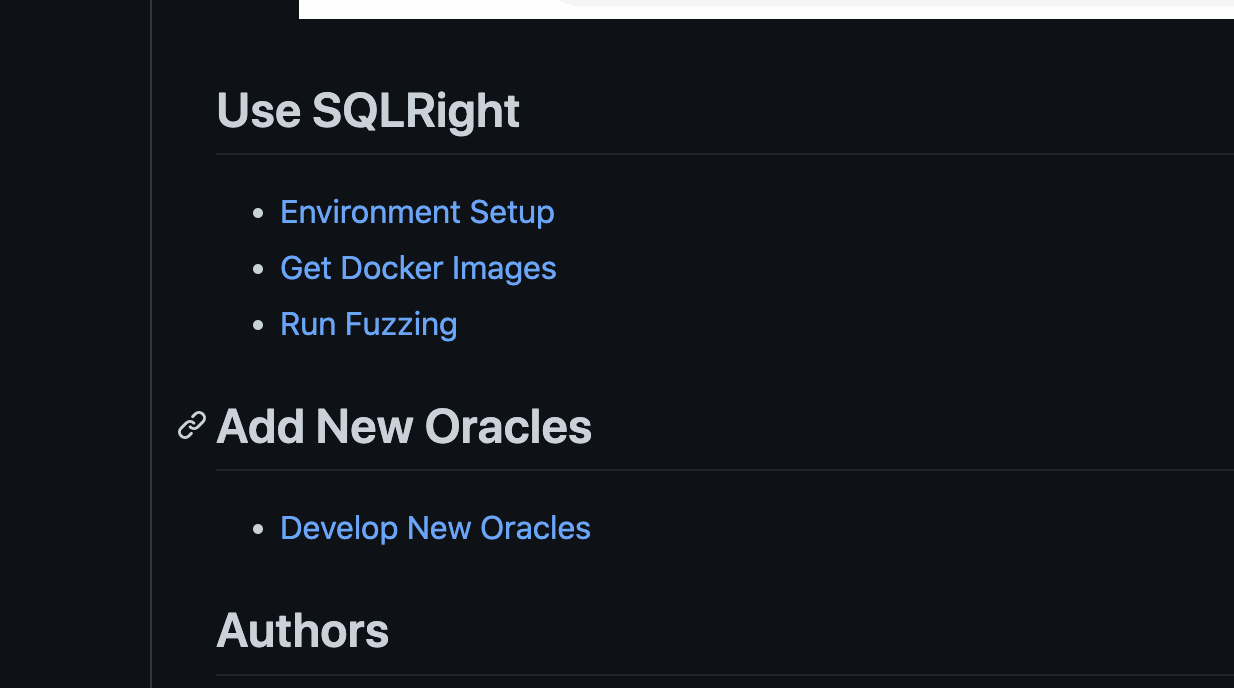 Use SQLRight
Environment Setup
Get Docker Images
Run Fuzzing
Add New Oracles
Develop New Oracles
Authors